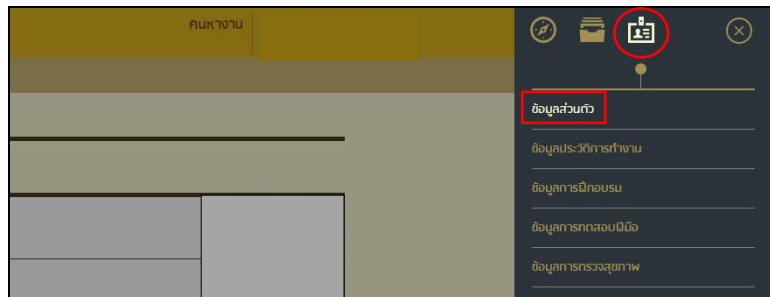 ค้นหางาน
ข้อมูลส่วนตัว
ข้อมูลประวัติการทำงาน
ข้อมูลการฝึกอบรม
ข้อมูลการทดสอบฝีมือ
ข้อมูลการตรวจสุขภาพ